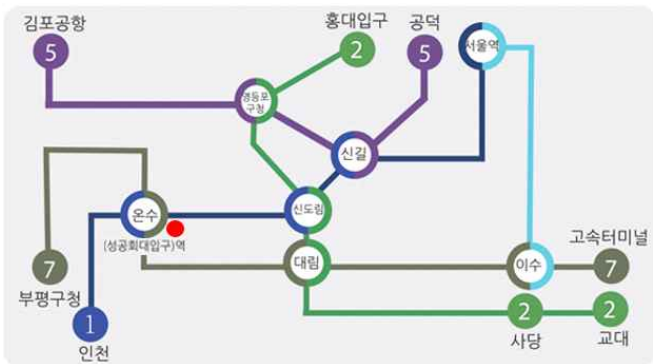 김포공항
홍대입구
공덕
5
2
5
서울역
영등포
구청
신길
온수
신도림
(성공회대입구)역
고속터미널
7
대림
이수
7
부평구청
1
인천
2
2
사당
교대